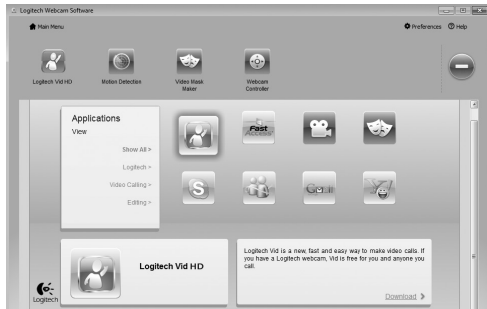 Logitech Webcam Software
Main Menu
Preferences
Help
Logitech Vid HD
Motion Detection
Video Mask
Maker
Webcam
Controller
Applications
View
Show All >
Logitech >
Video Calling >
Editing >
Fast
Access
Logitech Vid HD
Logitech Vid is a new, fast and easy way to make video calls. If
you have a Logitech webcam, Vid is free for you and anyone you
call.
Download
Logitech